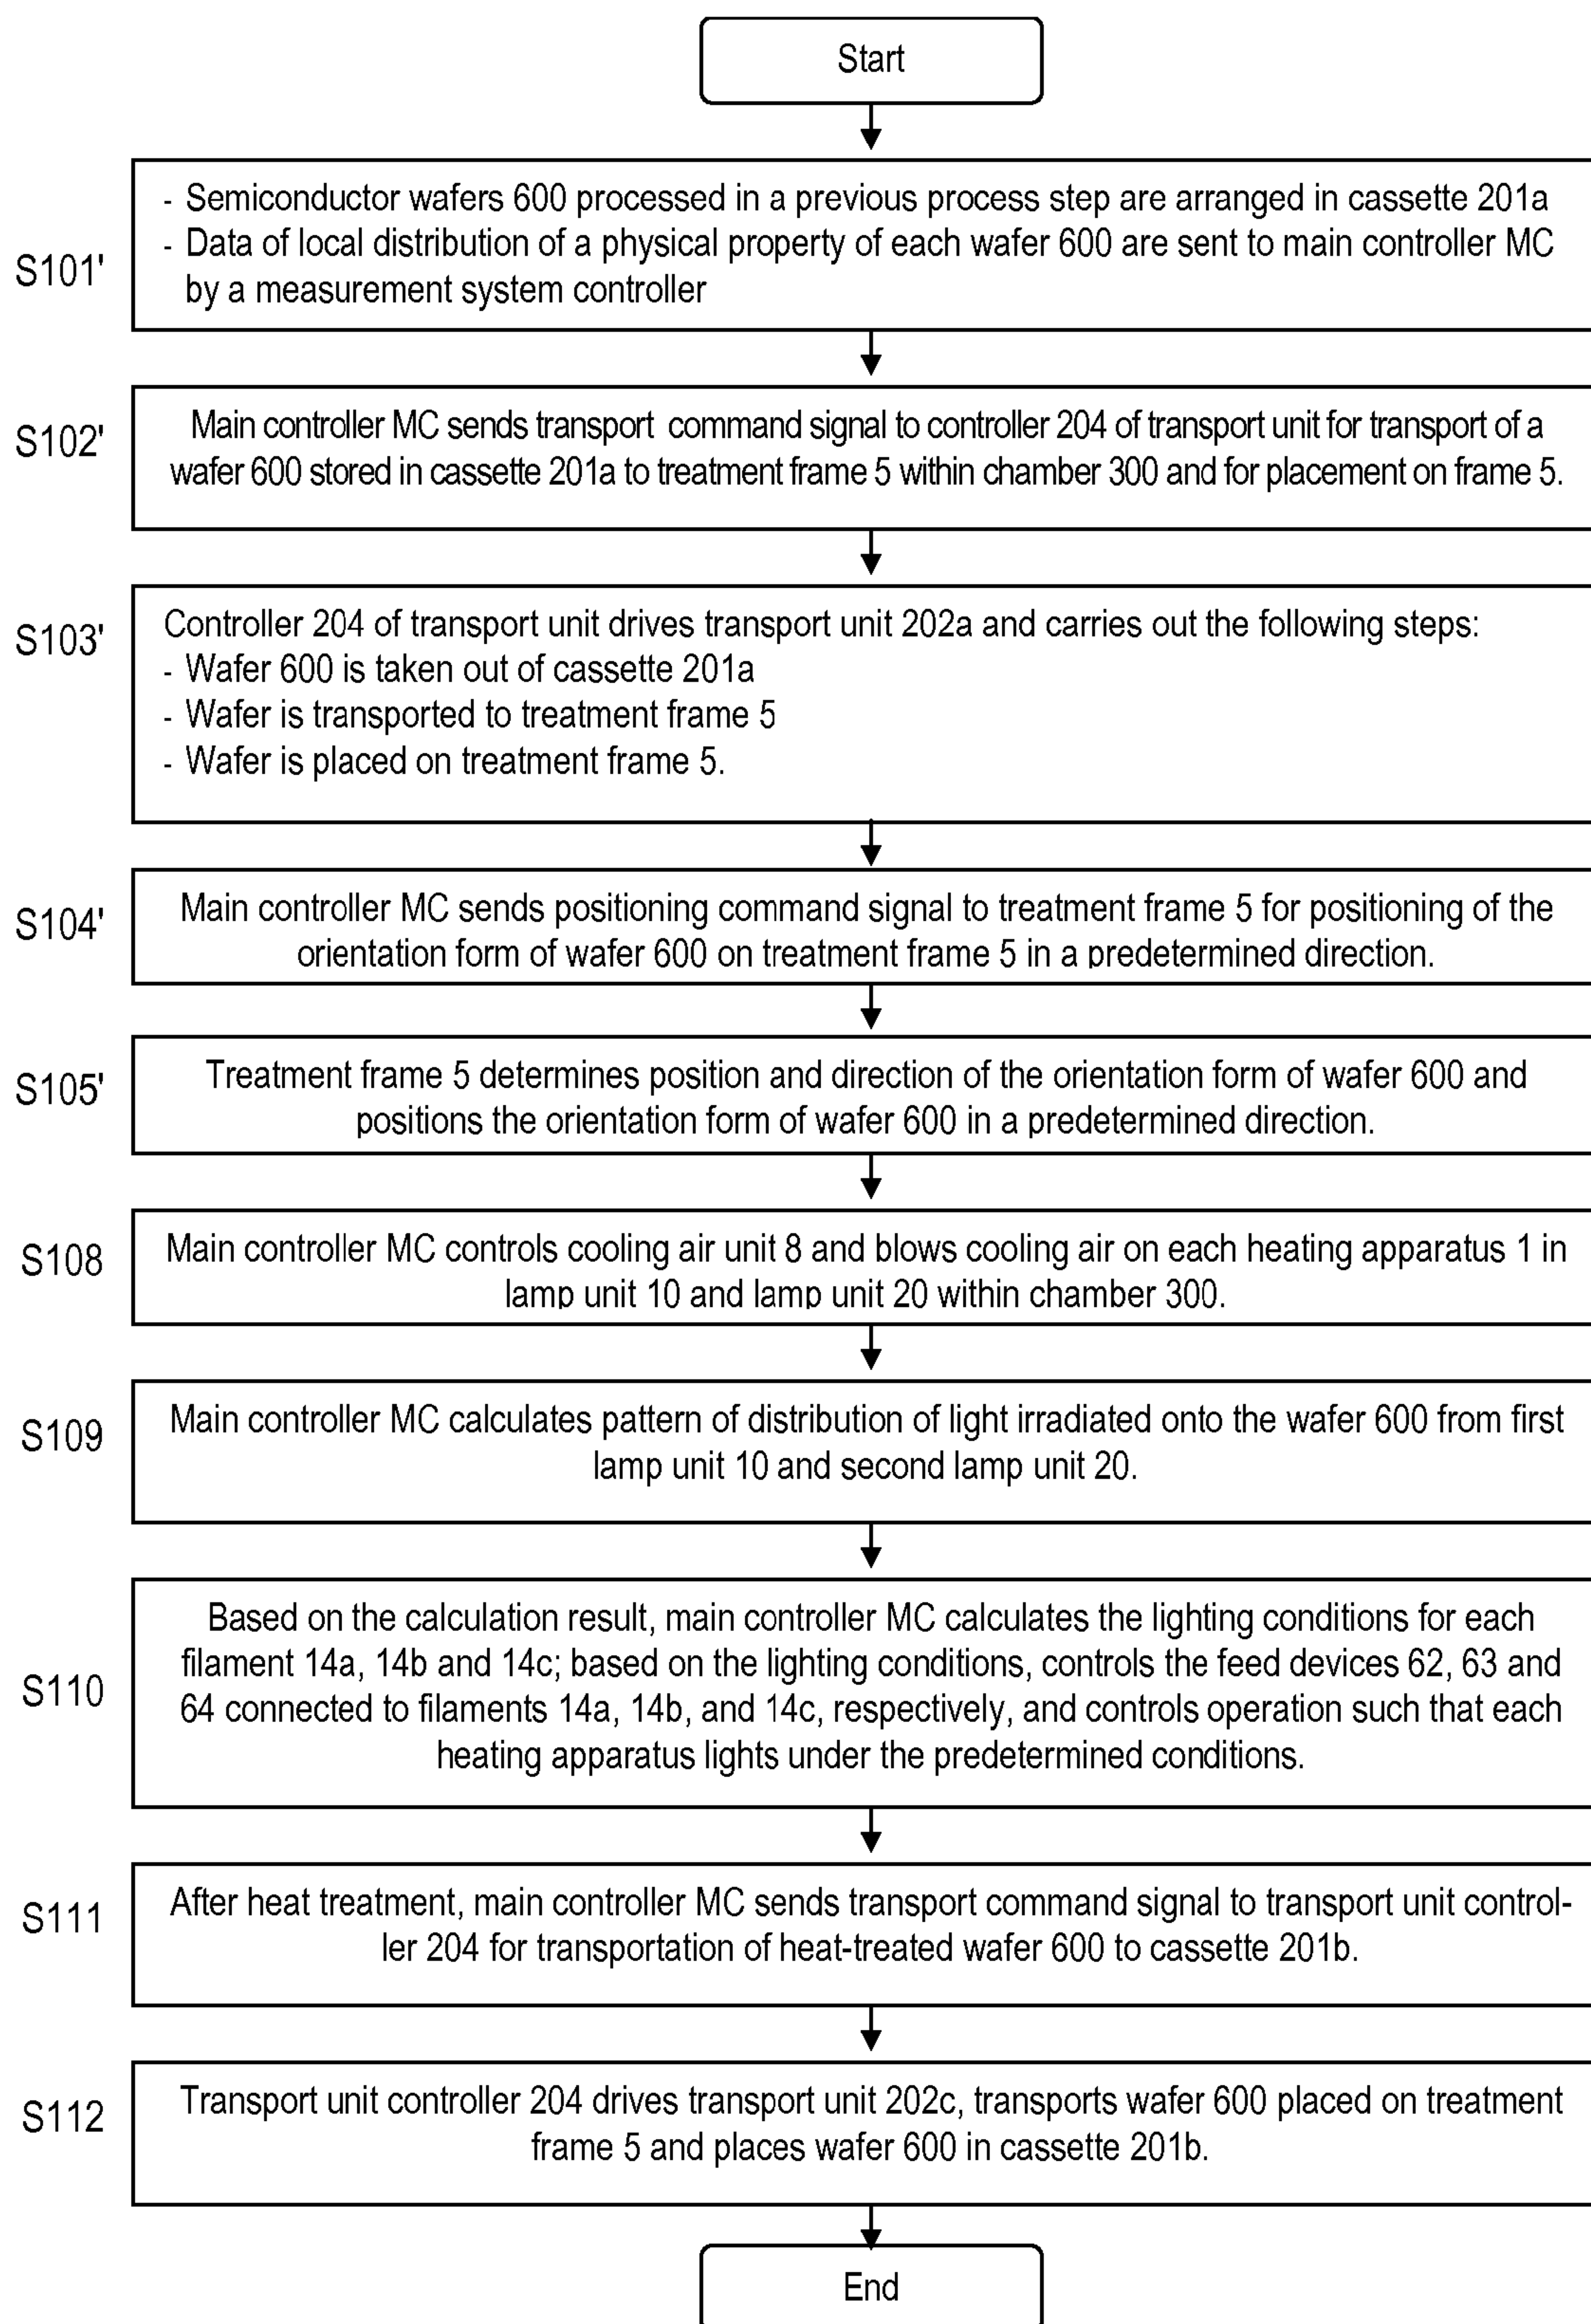 Start
S101'
- Semiconductor wafers 600 processed in a previous process step are arranged in cassette 201a
- Data of local distribution of a physical property of each wafer 600 are sent to main controller MC
by a measurement system controller
S102'
Main controller MC sends transport command signal to controller 204 of transport unit for transport of a
wafer 600 stored in cassette 201a to treatment frame 5 within chamber 300 and for placement on frame 5.
S103'
Controller 204 of transport unit drives transport unit 202a and carries out the following steps:
- Wafer 600 is taken out of cassette 201a
- Wafer is transported to treatment frame 5
- Wafer is placed on treatment frame 5.
S104'
Main controller MC sends positioning command signal to treatment frame 5 for positioning of the
orientation form of wafer 600 on treatment frame 5 in a predetermined direction.
S105'
Treatment frame 5 determines position and direction of the orientation form of wafer 600 and
positions the orientation form of wafer 600 in a predetermined direction.
S108
Main controller MC controls cooling air unit 8 and blows cooling air on each heating apparatus 1 in
lamp unit 10 and lamp unit 20 within chamber 300.
S109
Main controller MC calculates pattern of distribution of light irradiated onto the wafer 600 from first
lamp unit 10 and second lamp unit 20.
S110
Based on the calculation result, main controller MC calculates the lighting conditions for each
filament 14a, 14b and 14c; based on the lighting conditions, controls the feed devices 62, 63 and
64 connected to filaments 14a, 14b, and 14c, respectively, and controls operation such that each
heating apparatus lights under the predetermined conditions.
S111
After heat treatment, main controller MC sends transport command signal to transport unit control-
ler 204 for transportation of heat-treated wafer 600 to cassette 201b.
S112
Transport unit controller 204 drives transport unit 202c, transports wafer 600 placed on treatment
frame 5 and places wafer 600 in cassette 201b.
End